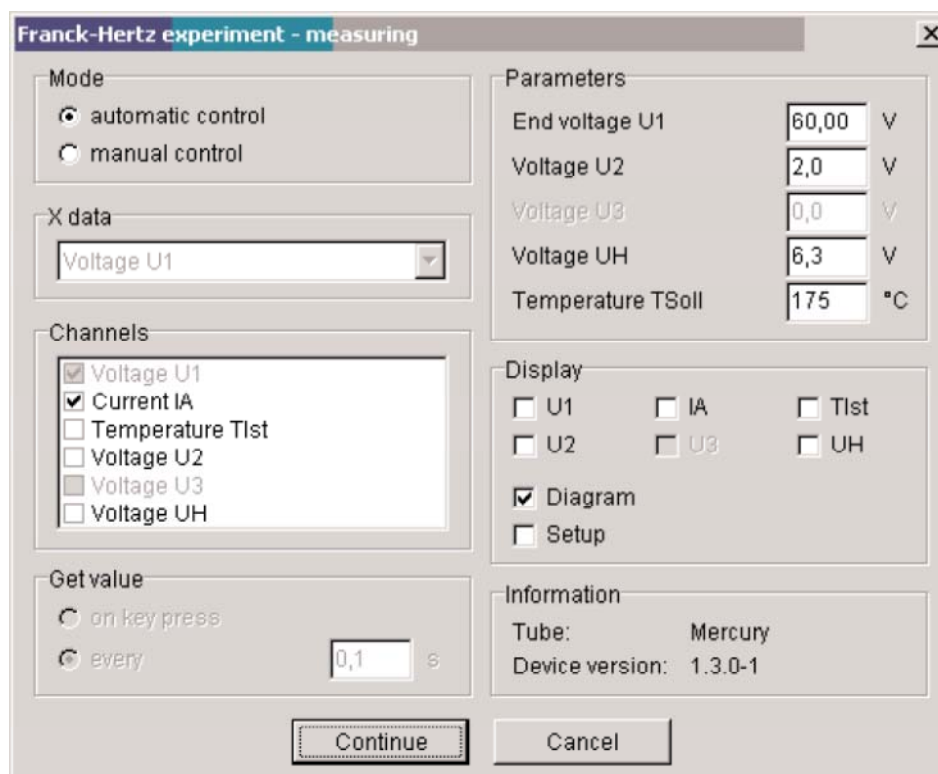 Franck-Hertz experiment - measuring
Mode
automatic control
manual control
X data
Voltage U1
Channels
Voltage U1
Current IA
Temperature TIst
Voltage U2
Voltage U3
Voltage UH
Get value
on key press
every 0,1 s
Parameters
End voltage U1 60,00 V
Voltage U2 2,0 V
Voltage U3 0,0 V
Voltage UH 6,3 V
Temperature TSoll 175 °C
Display
U1 IA TIst
U2 U3 UH
Diagram
Setup
Information
Tube: Mercury
Device version: 1.3.0-1
Continue Cancel